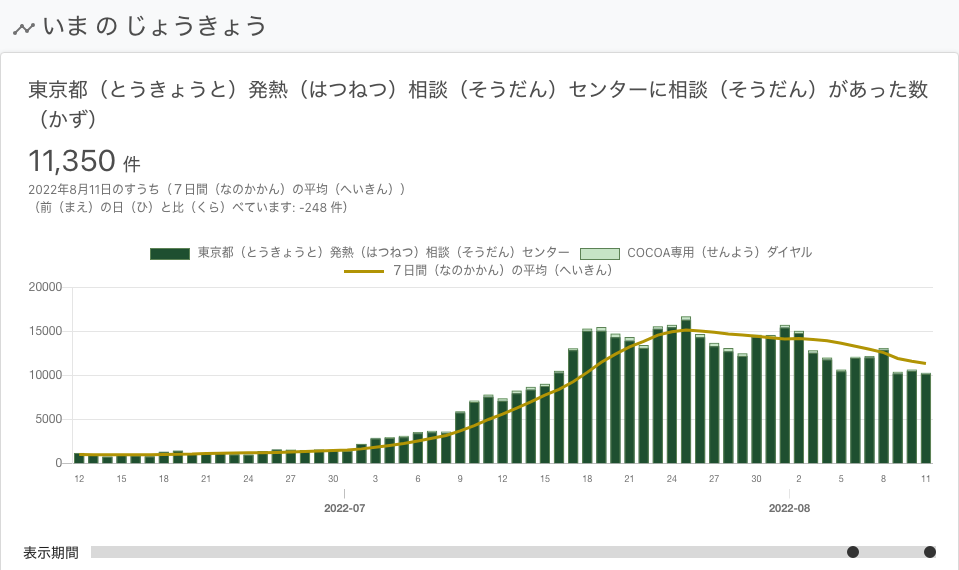 いま の じょうきょう
東京都（とうきょうと）発熱（はつねつ）相談（そうだん）センターに相談（そうだん）があった数
（かず）
11,350 件
2022年8月11日のすうち（７日間（なのかかん）の平均（へいきん））
（前（まえ）の日（ひ）と比（くら）べています: -248 件）
東京都（とうきょうと）発熱（はつねつ）相談（そうだん）センター COCOA専用（せんよう）ダイヤル
７日間（なのかかん）の平均（へいきん）
20000
15000
10000
5000
0
12 15 18 21 24 27 30 3 6 9 12 15 18 21 24 27 30 2 5 8 11
2022-07 2022-08
表示期間